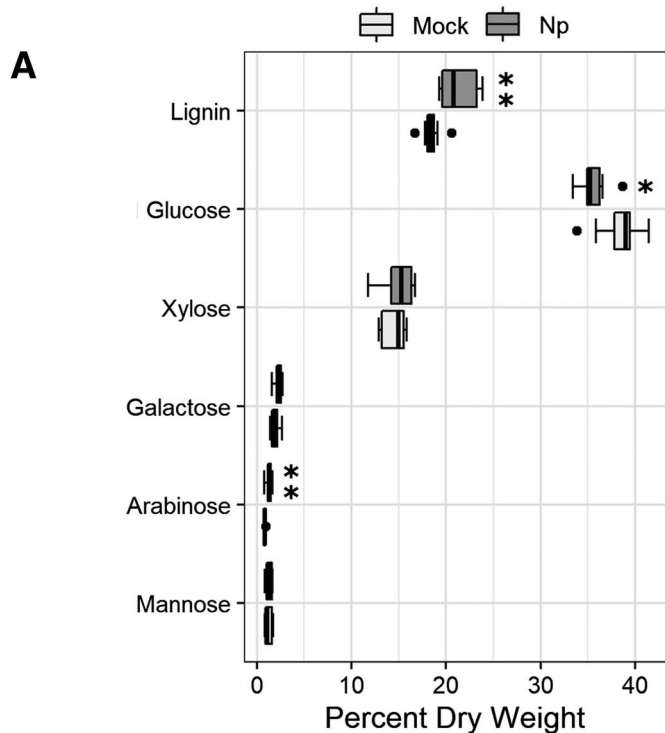 Mock Np
A
Lignin
**
Glucose
*
Xylose
Galactose
Arabinose
**
Mannose
0 10 20 30 40
Percent Dry Weight